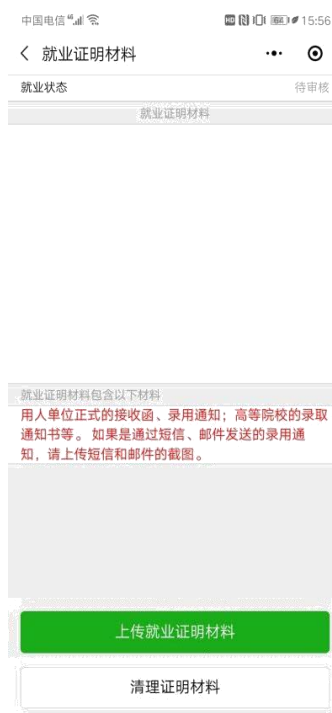 中国电信
15:56
就业证明材料
就业状态 待审核
就业证明材料
就业证明材料包含以下材料
用人单位正式的接收函、录用通知；高等院校的录取
通知书等。如果是通过短信、邮件发送的录用通
知，请上传短信和邮件的截图。
上传就业证明材料
清理证明材料